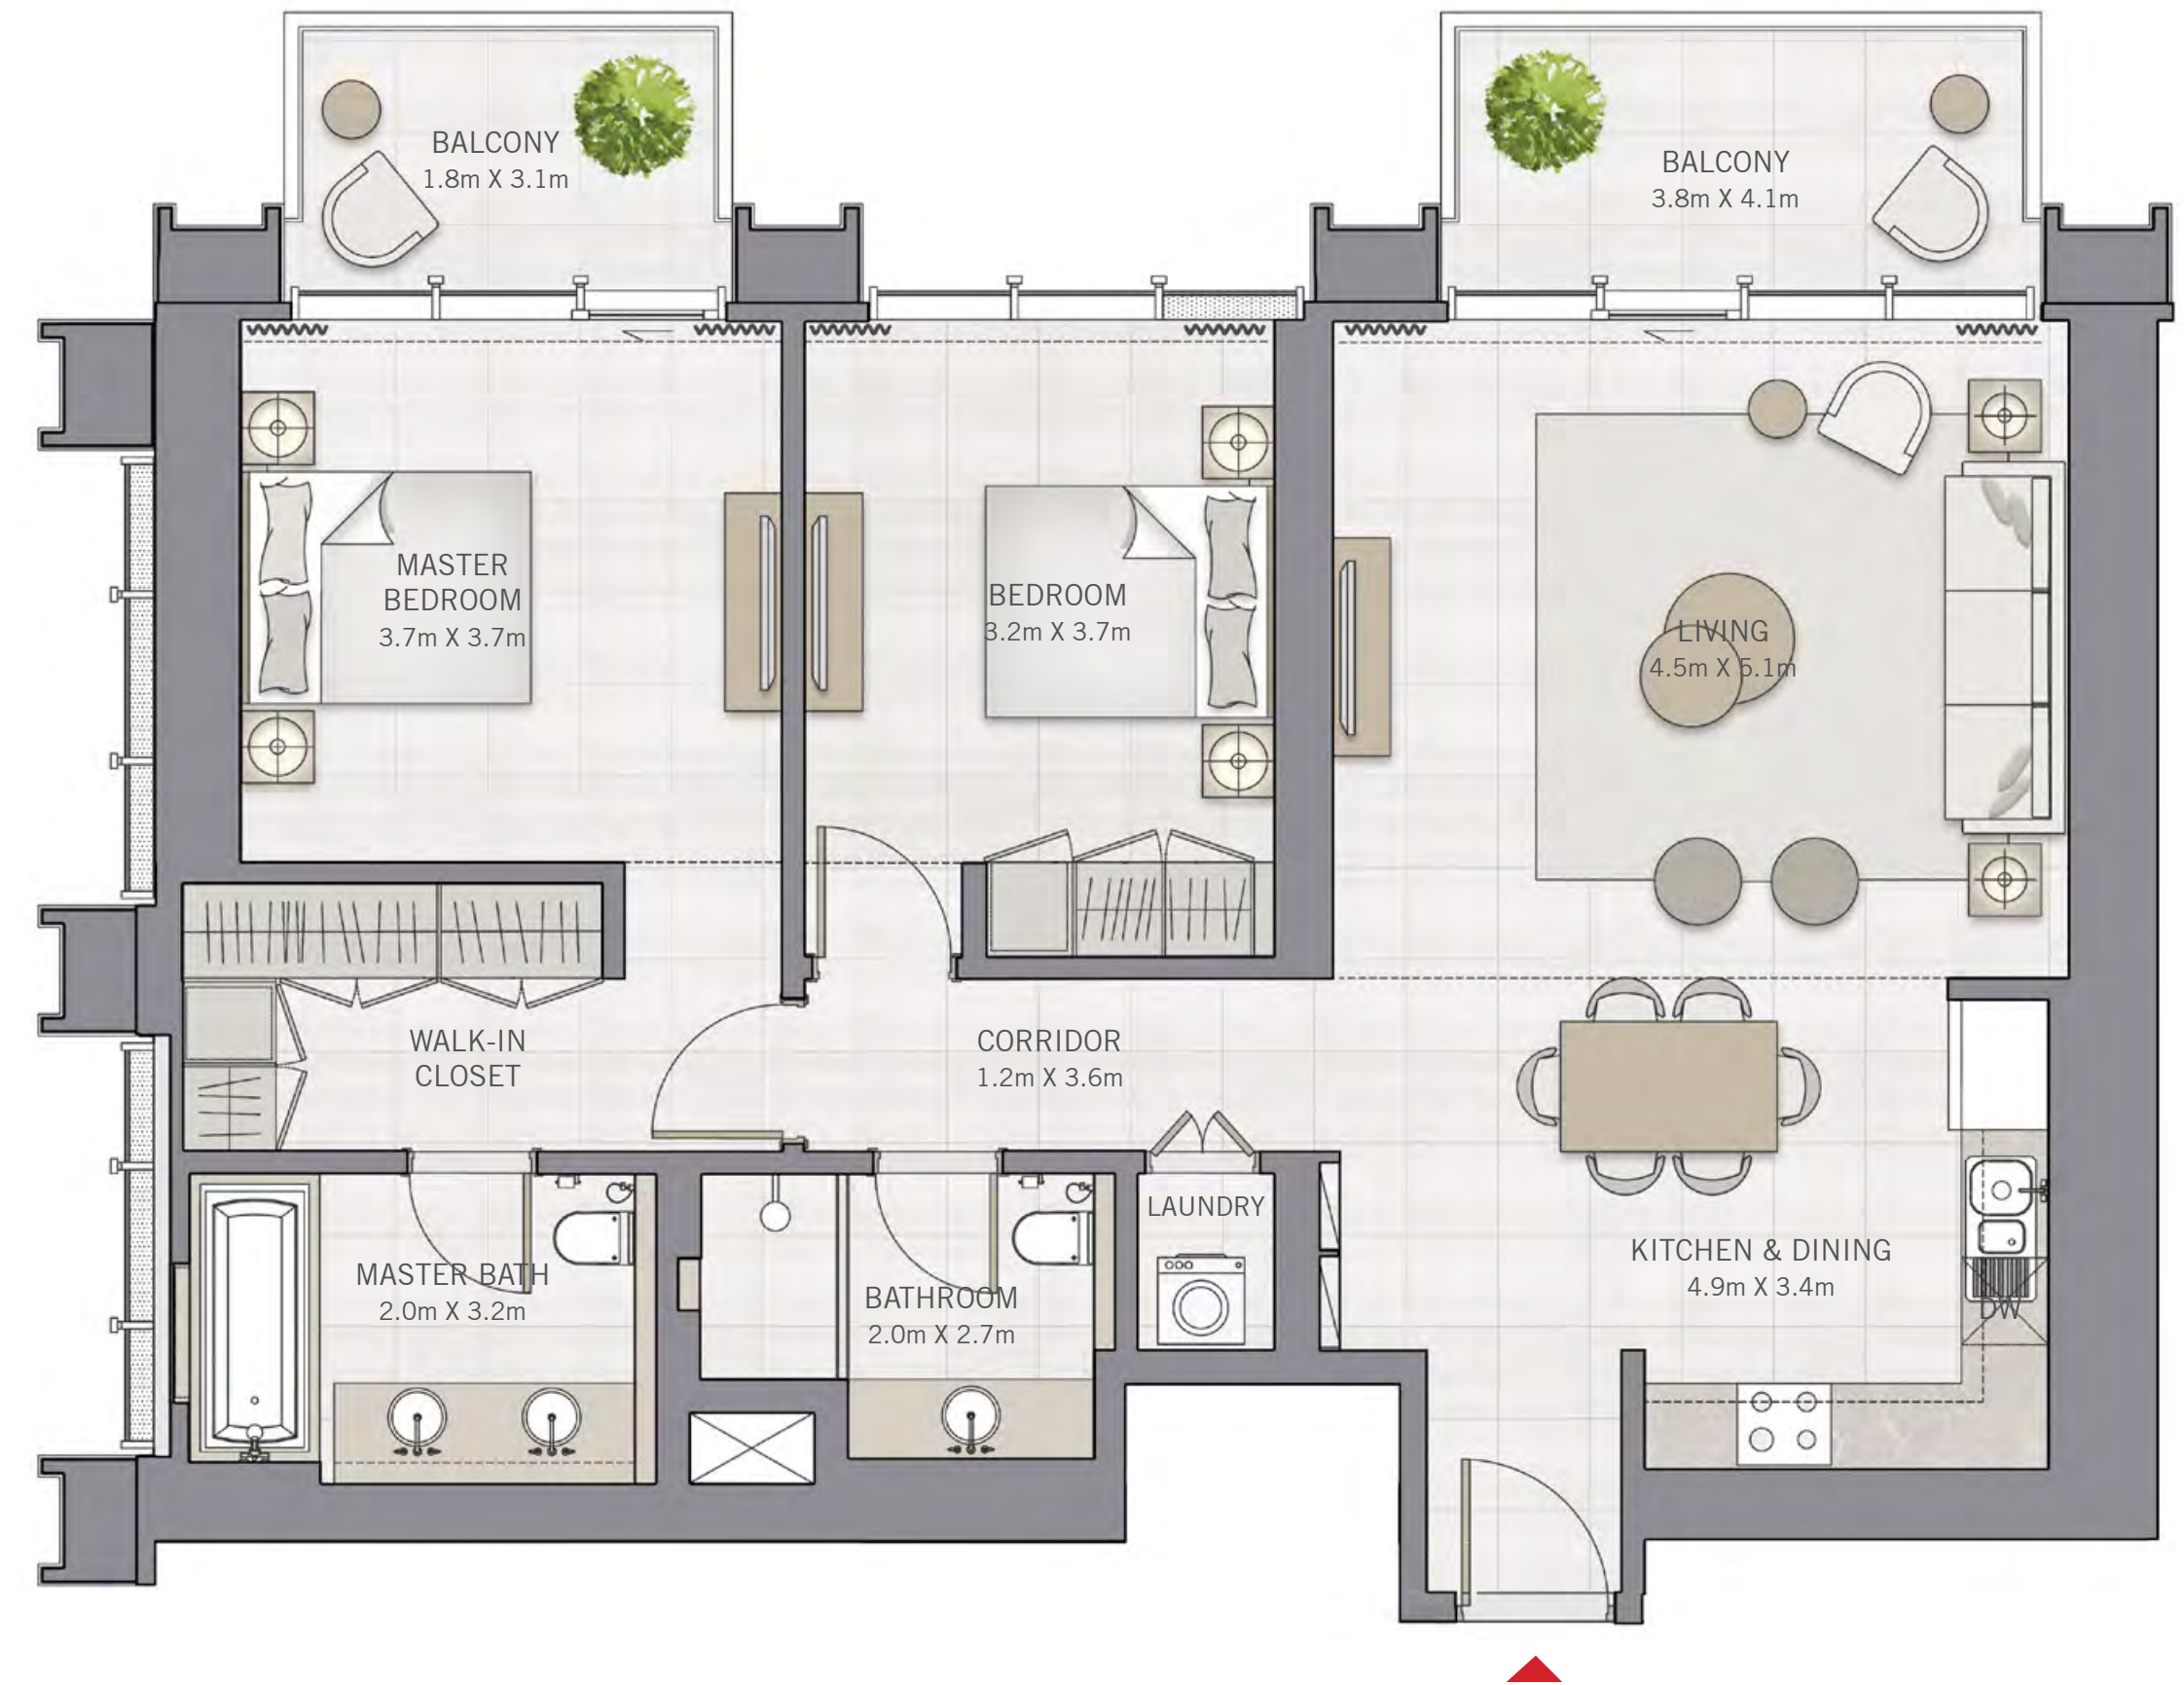 BALCONY
1.8m X 3.1m
BALCONY
3.8m X 4.1m
MASTER
BEDROOM
3.7m X 3.7m
BEDROOM
3.2m X 3.7m
LIVING
4.5m X 5.1m
WALK-IN
CLOSET
CORRIDOR
1.2m X 3.6m
LAUNDRY
MASTER BATH
2.0m X 3.2m
BATHROOM
2.0m X 2.7m
KITCHEN & DINING
4.9m X 3.4m
DW